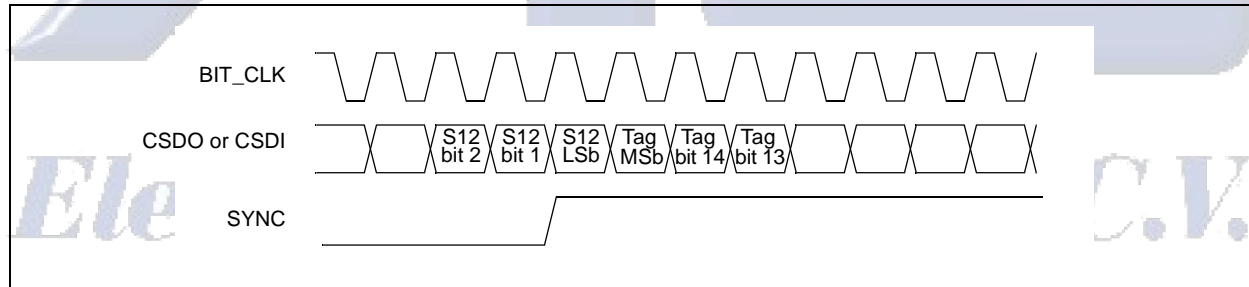 BIT_CLK
CSDO or CSDI
S12 bit 2
S12 bit 1
S12 LSb
Tag MSb
Tag bit 14
Tag bit 13
SYNC
Ele
C.V.